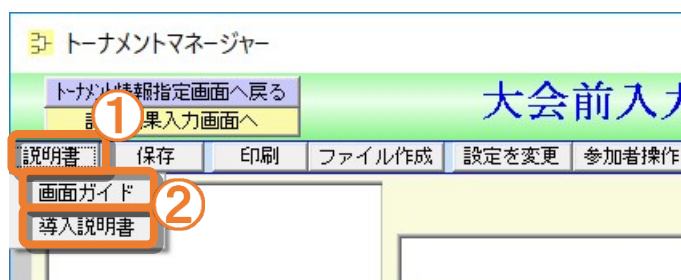 トーナメントマネージャー
トーナメント情報指定画面へ戻る
大会前入力
果入力画面へ
①
説明書 保存 印刷 ファイル作成 設定を変更 参加者操作
画面ガイド
②
導入説明書